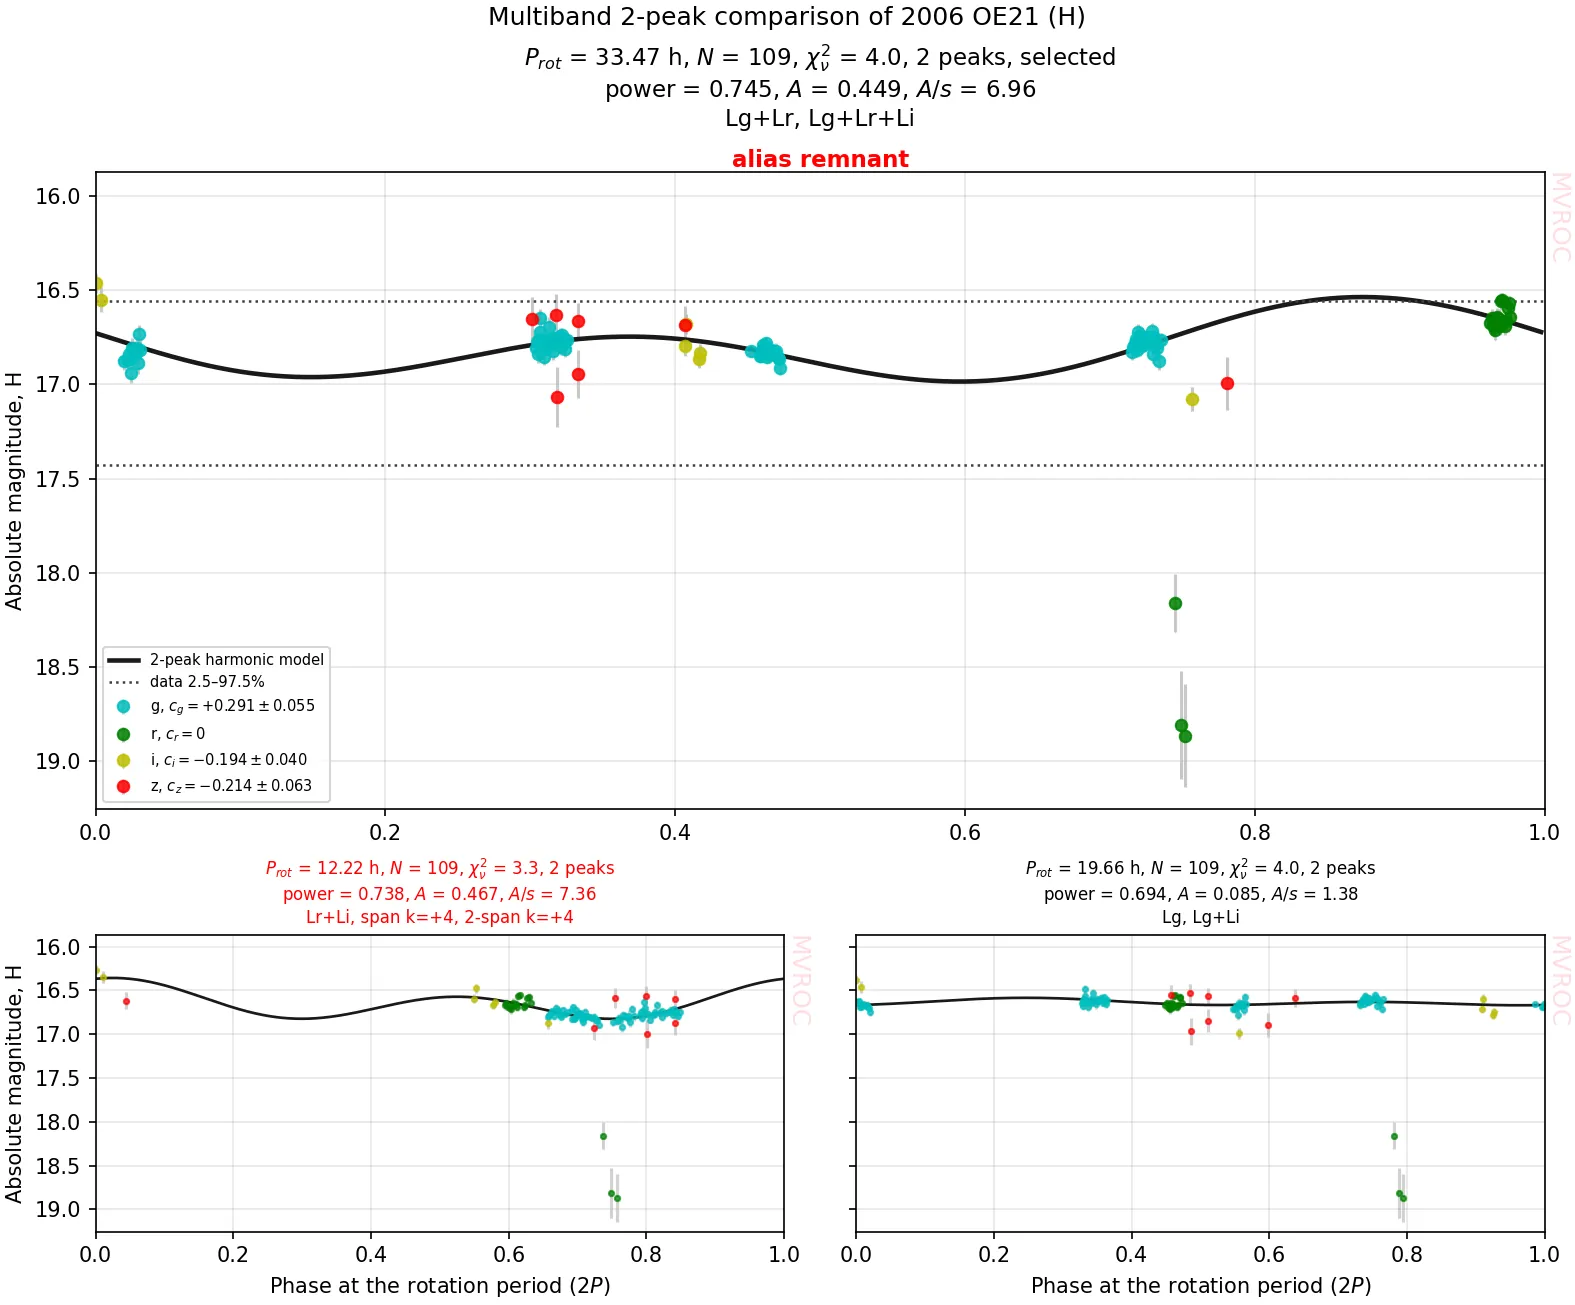 Multiband 2-peak comparison of 2006 OE21 (H)
P_rot = 33.47 h, N = 109, χ²_ν = 4.0, 2 peaks, selected
power = 0.745, A = 0.449, A/s = 6.96
Lg+Lr, Lg+Lr+Li
alias remnant
MVROC
Absolute magnitude, H
16.0
16.5
17.0
17.5
18.0
18.5
19.0
2-peak harmonic model
data 2.5–97.5%
g, c_g = +0.291 ± 0.055
r, c_r = 0
i, c_i = −0.194 ± 0.040
z, c_z = −0.214 ± 0.063
0.0 0.2 0.4 0.6 0.8 1.0
P_rot = 12.22 h, N = 109, χ²_ν = 3.3, 2 peaks
power = 0.738, A = 0.467, A/s = 7.36
Lr+Li, span k=+4, 2-span k=+4
MVROC
Absolute magnitude, H
16.0
16.5
17.0
17.5
18.0
18.5
19.0
0.0 0.2 0.4 0.6 0.8 1.0
Phase at the rotation period (2P)
P_rot = 19.66 h, N = 109, χ²_ν = 4.0, 2 peaks
power = 0.694, A = 0.085, A/s = 1.38
Lg, Lg+Li
MVROC
0.0 0.2 0.4 0.6 0.8 1.0
Phase at the rotation period (2P)